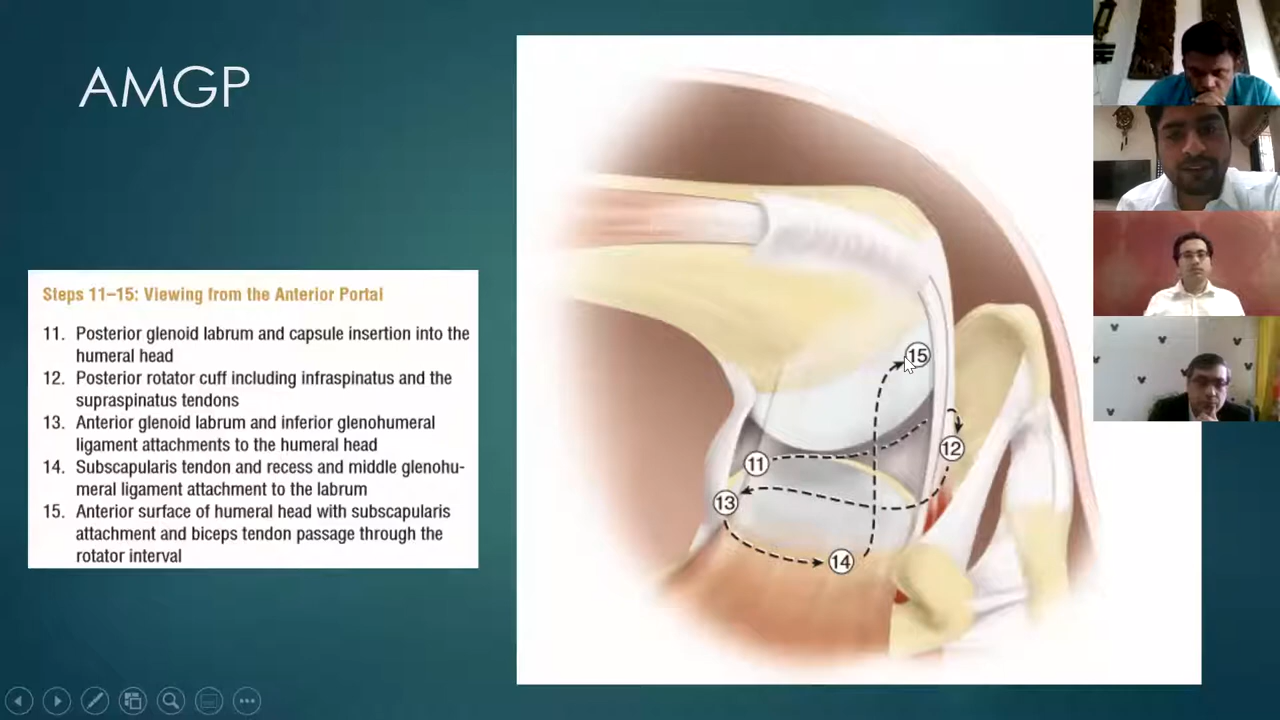 AMGP
Steps 11–15: Viewing from the Anterior Portal
11. Posterior glenoid labrum and capsule insertion into the
humeral head
12. Posterior rotator cuff including infraspinatus and the
supraspinatus tendons
13. Anterior glenoid labrum and inferior glenohumeral
ligament attachments to the humeral head
14. Subscapularis tendon and recess and middle glenohu-
meral ligament attachment to the labrum
15. Anterior surface of humeral head with subscapularis
attachment and biceps tendon passage through the
rotator interval
15
12
11
13
14